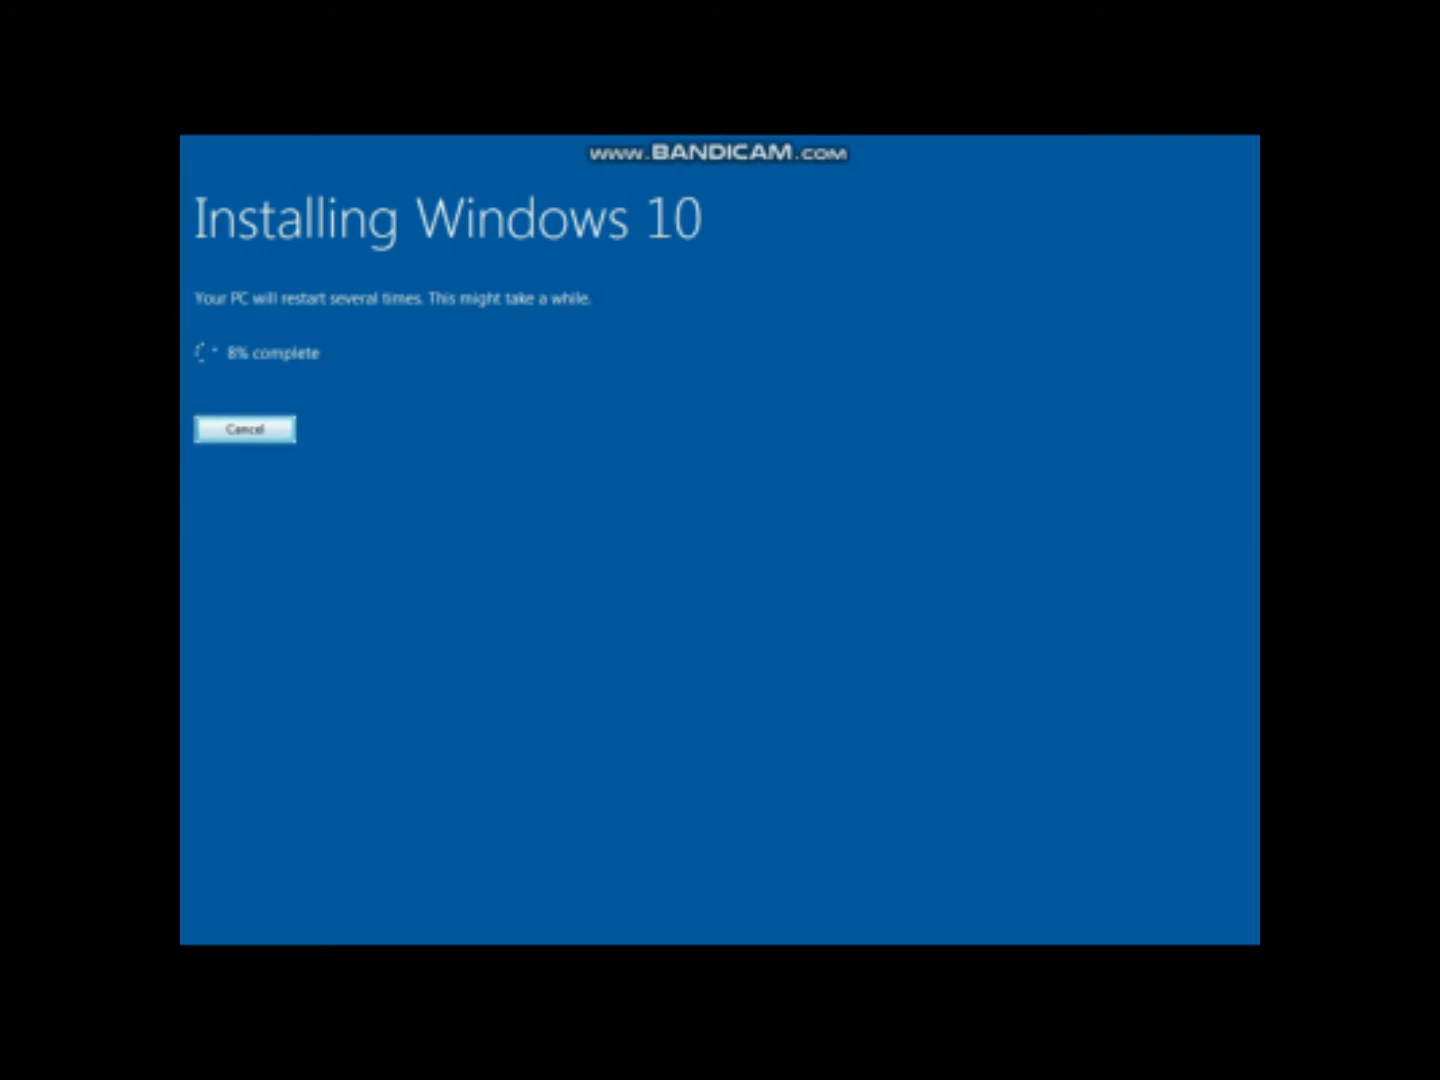 www.BANDICAM.COM
Installing Windows 10
Your PC will restart several times. This might take a while.
8% complete
Cancel